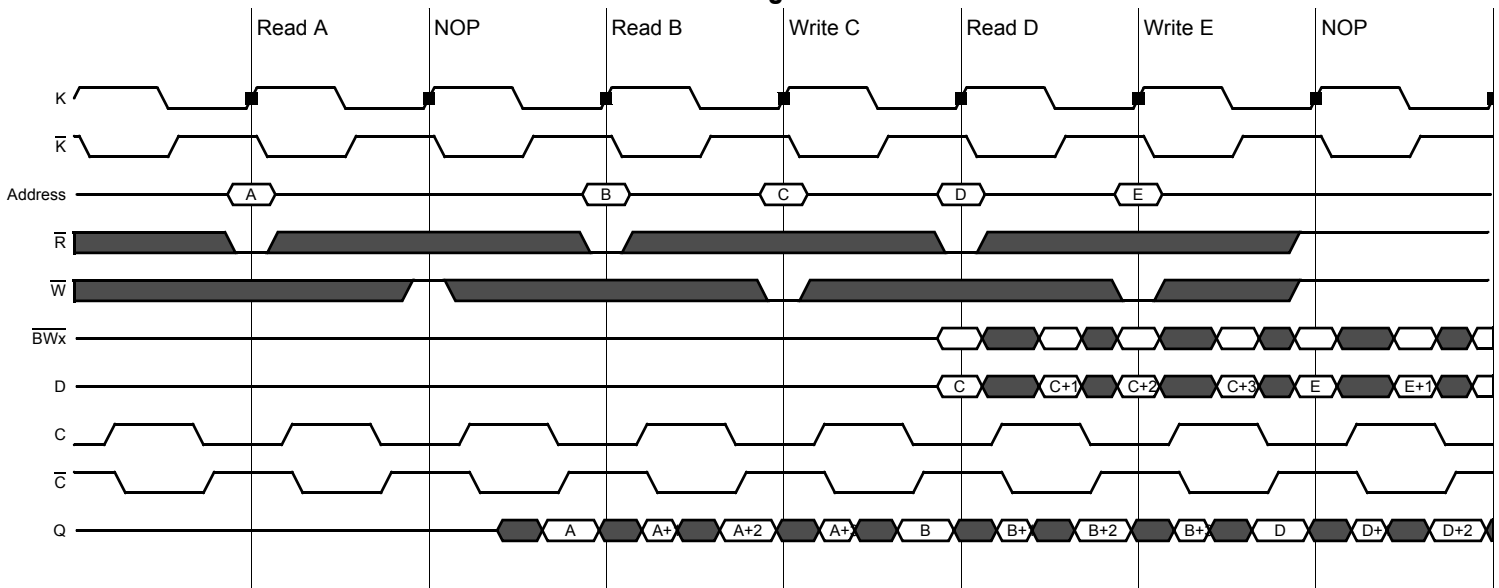 Read A NOP Read B Write C Read D Write E NOP
K
K
Address A B C D E
R
W
BWx
D C C+1 C+2 C+3 E E+1
C
C
Q A A+ A+2 A+ B B+ B+2 B+ D D+ D+2